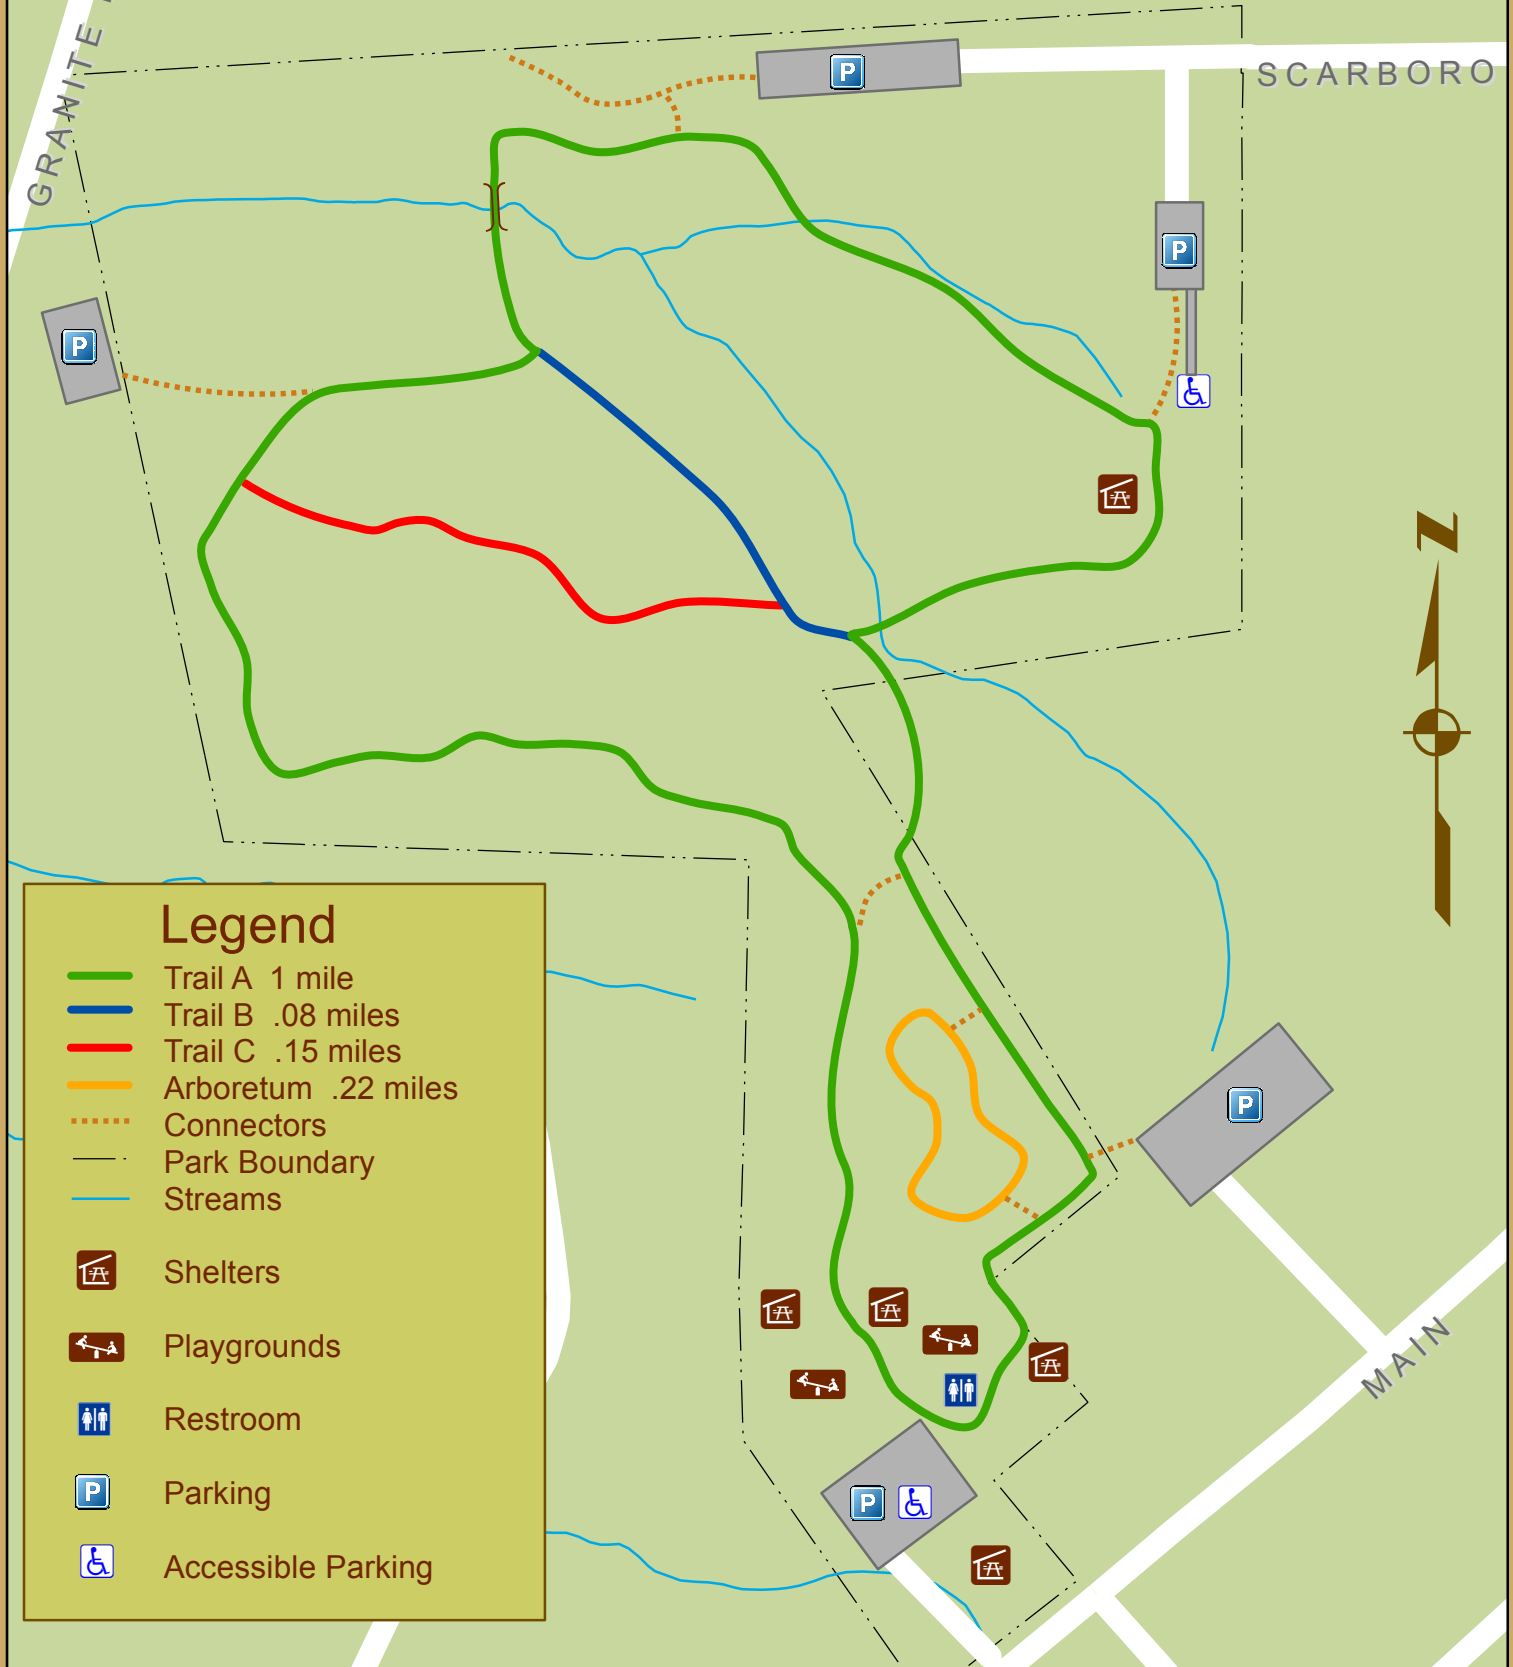 GRANITE
SCARBORO
P
P
P
N
Legend
Trail A 1 mile
Trail B .08 miles
Trail C .15 miles
Arboretum .22 miles
Connectors
Park Boundary
Streams
Shelters
Playgrounds
Restroom
P Parking
Accessible Parking
P
MAIN
P